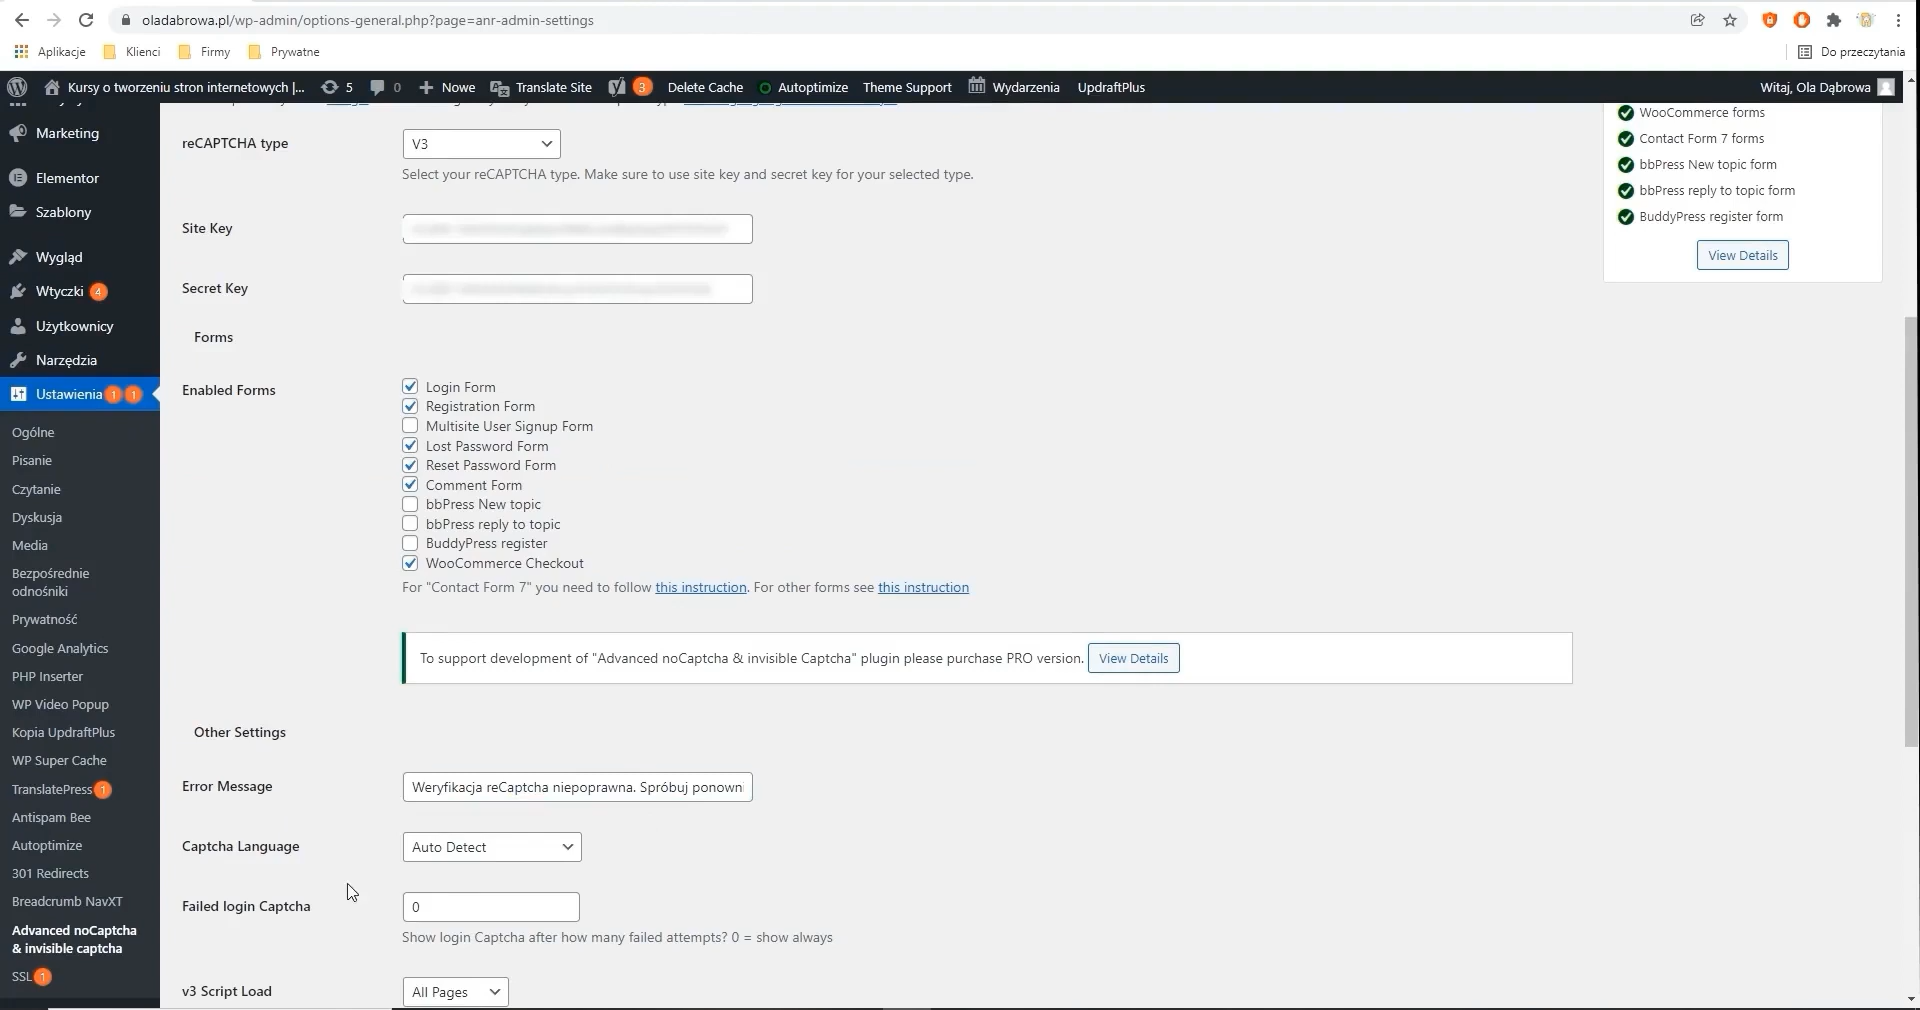 oladabrowa.pl/wp-admin/options-general.php?page=anr-admin-settings
Aplikacje
Klienci
Firmy
Prywatne
Do przeczytania
Kursy o tworzeniu stron internetowych |...
5
0
Nowe
Translate Site
3
Delete Cache
Autoptimize
Theme Support
Wydarzenia
UpdraftPlus
Witaj, Ola Dąbrowa
Marketing
Elementor
Szablony
Wygląd
Wtyczki 4
Użytkownicy
Narzędzia
Ustawienia 1 1
Ogólne
Pisanie
Czytanie
Dyskusja
Media
Bezpośrednie
odnośniki
Prywatność
Google Analytics
PHP Inserter
WP Video Popup
Kopia UpdraftPlus
WP Super Cache
TranslatePress 1
Antispam Bee
Autoptimize
301 Redirects
Breadcrumb NavXT
Advanced noCaptcha
& invisible captcha
SSL 1
reCAPTCHA type
V3
Select your reCAPTCHA type. Make sure to use site key and secret key for your selected type.
Site Key
Secret Key
Forms
Enabled Forms
Login Form
Registration Form
Multisite User Signup Form
Lost Password Form
Reset Password Form
Comment Form
bbPress New topic
bbPress reply to topic
BuddyPress register
WooCommerce Checkout
For "Contact Form 7" you need to follow this instruction. For other forms see this instruction
To support development of "Advanced noCaptcha & invisible Captcha" plugin please purchase PRO version. View Details
Other Settings
Error Message
Weryfikacja reCaptcha niepoprawna. Spróbuj ponowni
Captcha Language
Auto Detect
Failed login Captcha
0
Show login Captcha after how many failed attempts? 0 = show always
v3 Script Load
All Pages
WooCommerce forms
Contact Form 7 forms
bbPress New topic form
bbPress reply to topic form
BuddyPress register form
View Details